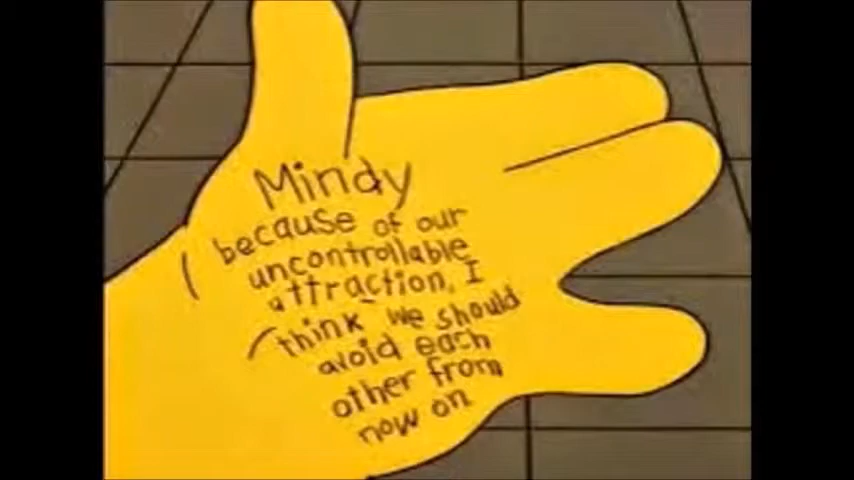 Mindy
because of our
uncontrollable
attraction, I
think we should
avoid each
other from
now on